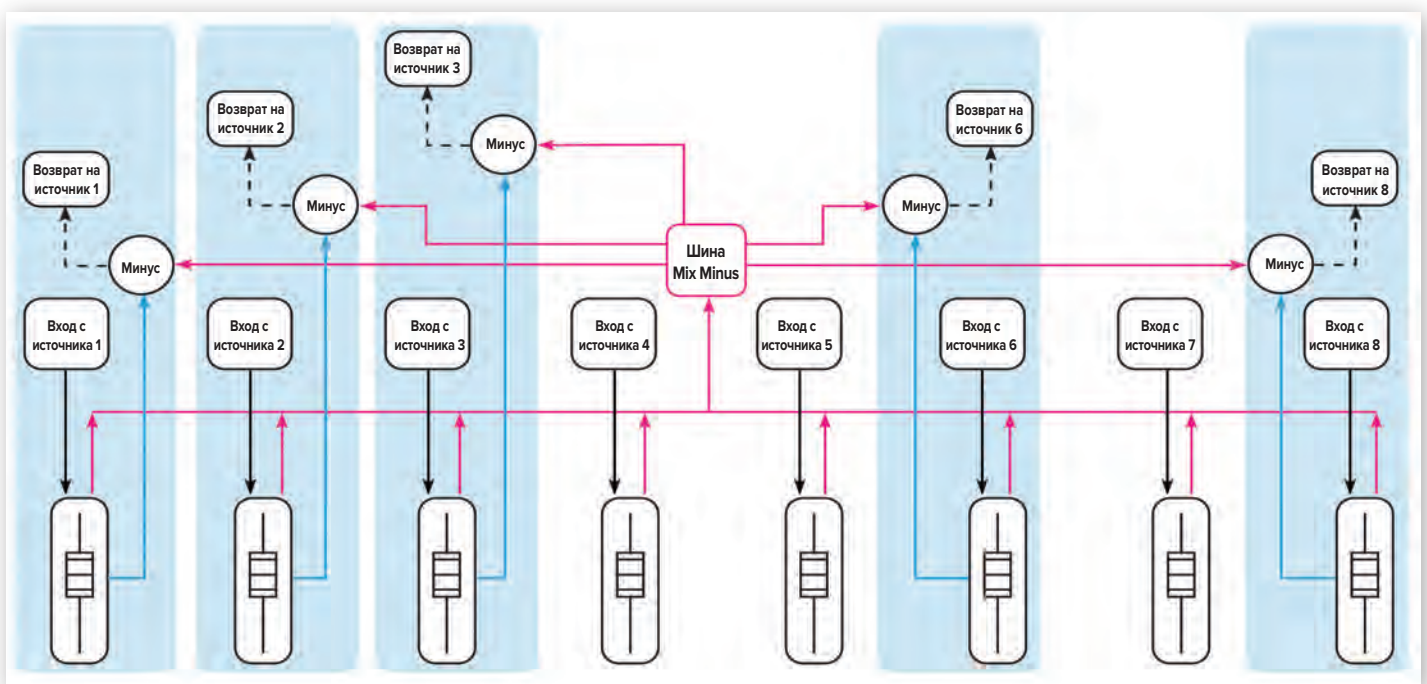 Возврат на
источник 3
Возврат на
источник 2
Возврат на
источник 6
Минус
Возврат на
источник 1
Возврат на
источник 8
Минус
Минус
Шина
Mix Minus
Минус
Минус
Вход с
источника 1
Вход с
источника 2
Вход с
источника 3
Вход с
источника 4
Вход с
источника 5
Вход с
источника 6
Вход с
источника 7
Вход с
источника 8